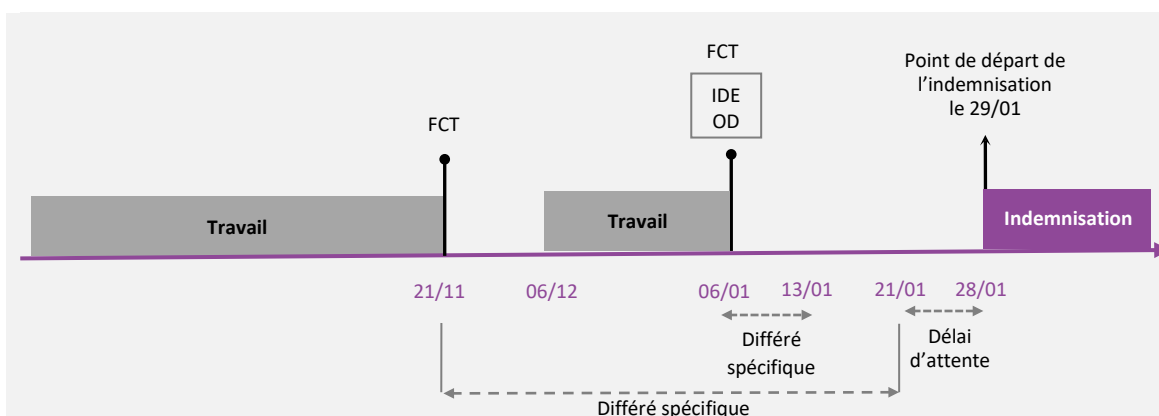 FCT
FCT
IDE
OD
Point de départ de
l’indemnisation
le 29/01
Travail
Travail
Indemnisation
21/11
06/12
06/01
13/01
21/01
28/01
Différé
spécifique
Délai
d’attente
Différé spécifique